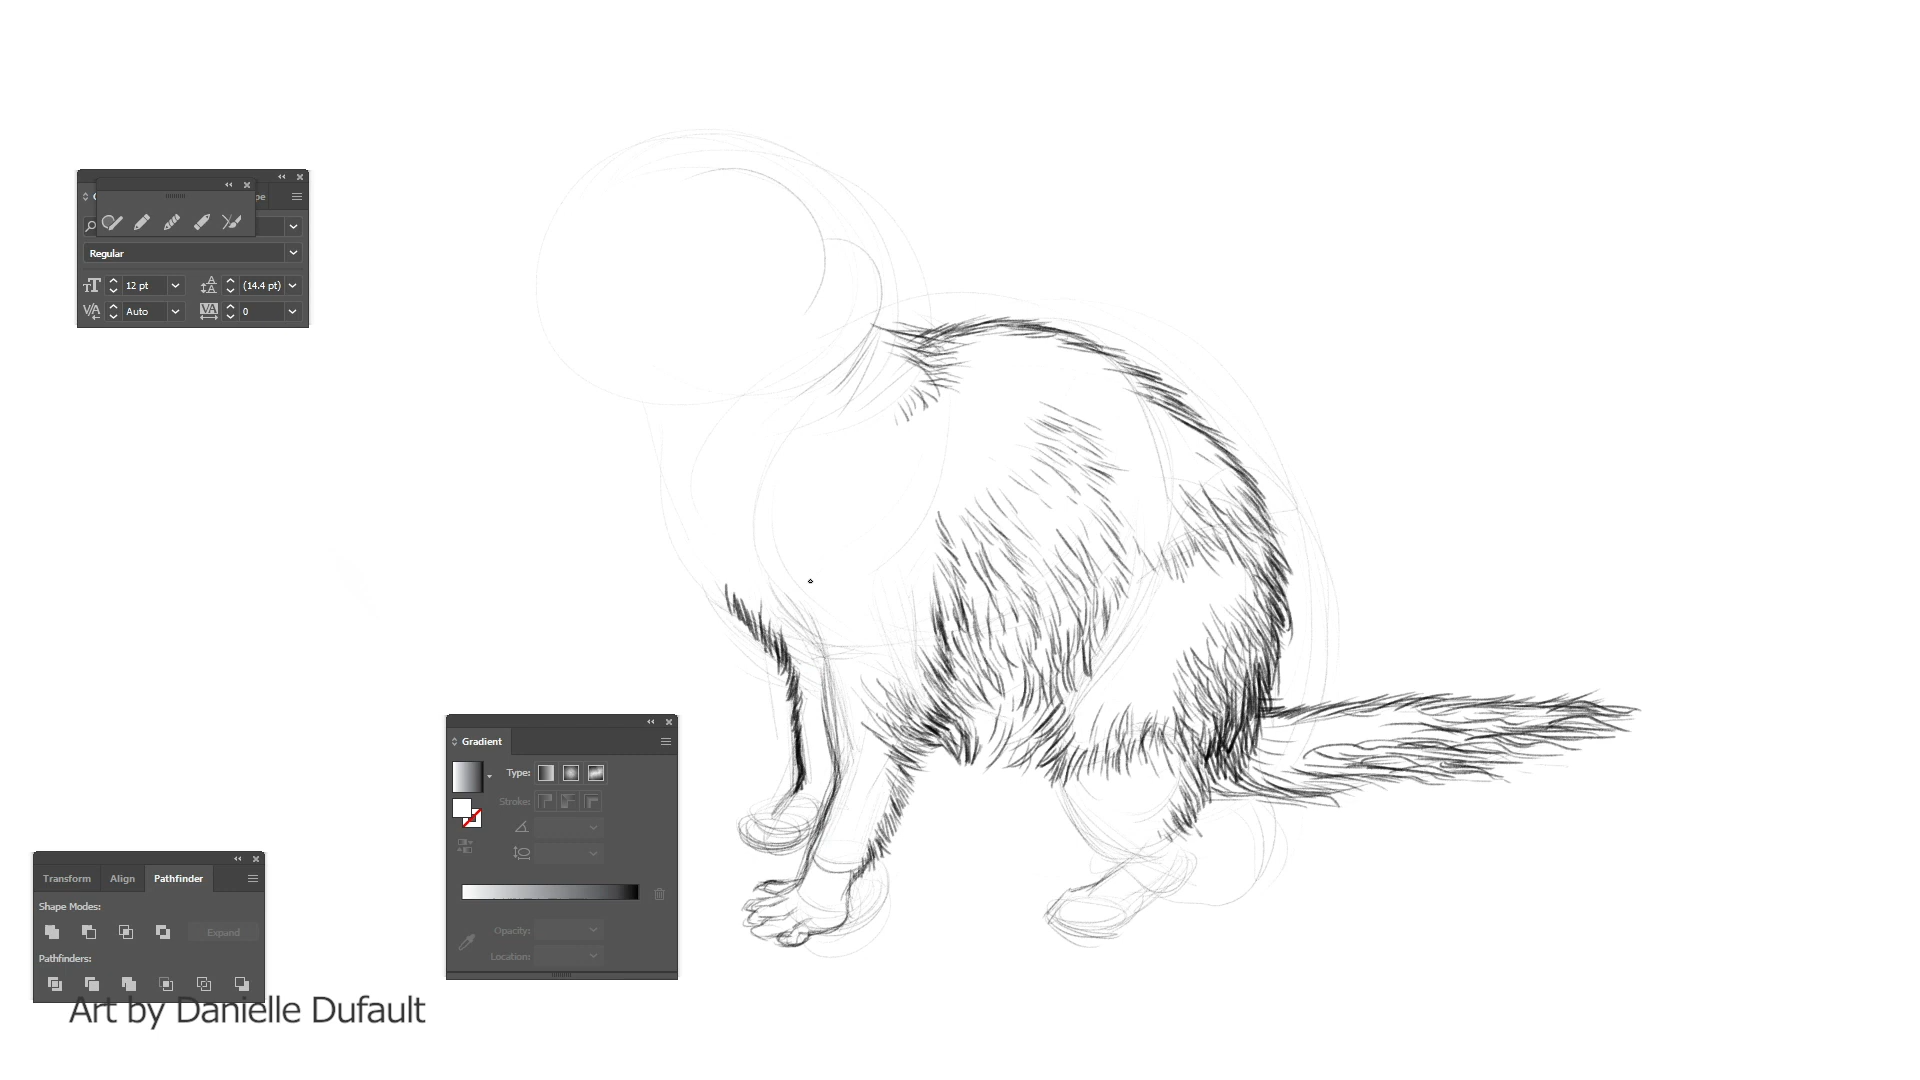 pe
Regular
12 pt
(14.4 pt)
Auto
0
Gradient
Type:
Stroke:
Opacity:
Location:
Transform
Align
Pathfinder
Shape Modes:
Expand
Pathfinders:
Art by Danielle Dufault